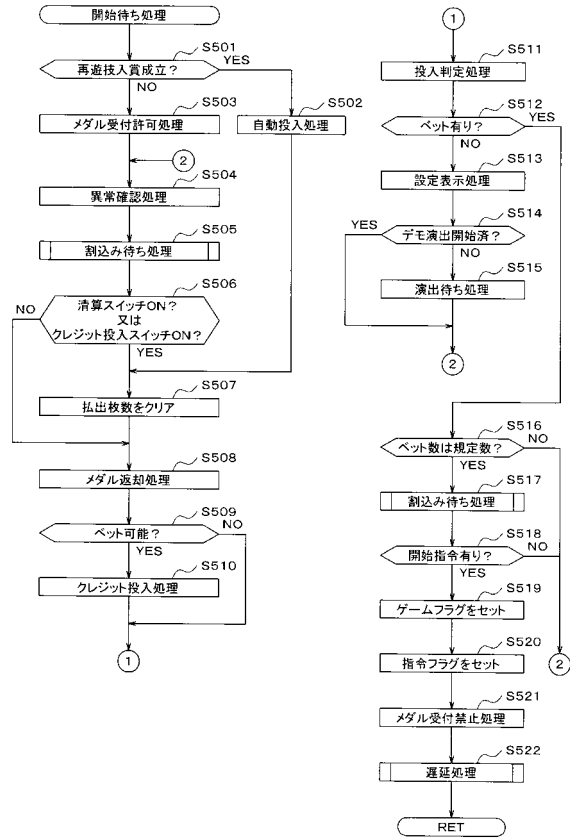 開始待ち処理
S501
再遊技入賞成立?
YES
NO
S503
メダル受付許可処理
S502
自動投入処理
2
S504
異常確認処理
S505
割込み待ち処理
S506
清算スイッチON?
又は
クレジット投入スイッチON?
NO
YES
S507
払出枚数をクリア
S508
メダル返却処理
S509
ベット可能?
NO
YES
S510
クレジット投入処理
1
1
S511
投入判定処理
S512
ベット有り?
YES
NO
S513
設定表示処理
S514
デモ演出開始済?
YES
NO
S515
演出待ち処理
2
S516
ベット数は規定数?
NO
YES
S517
割込み待ち処理
S518
開始指令有り?
NO
YES
S519
ゲームフラグをセット
S520
指令フラグをセット
2
S521
メダル受付禁止処理
S522
遅延処理
RET